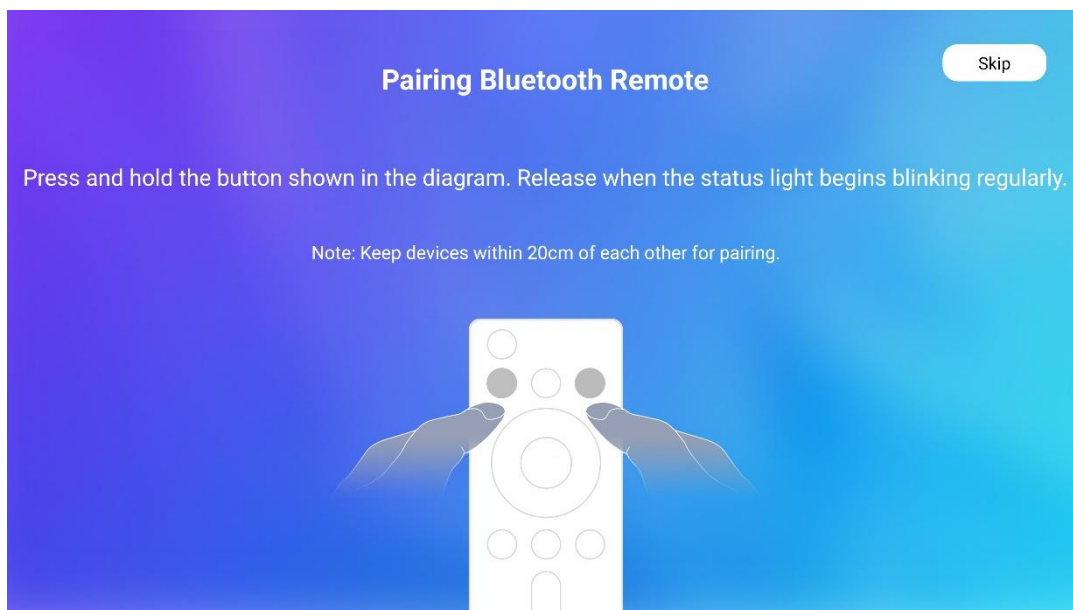 Skip
Pairing Bluetooth Remote
Press and hold the button shown in the diagram. Release when the status light begins blinking regularly.
Note: Keep devices within 20cm of each other for pairing.